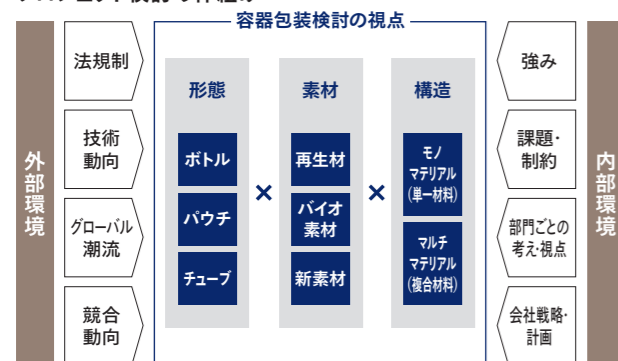 容器包装検討の視点
外部環境
法規制
技術
動向
グローバル
潮流
競合
動向
形態
ボトル
パウチ
チューブ
×
素材
再生材
バイオ
素材
新素材
×
構造
モノ
マテリアル
(単一材料)
マルチ
マテリアル
(複合材料)
強み
課題・
制約
部門ごとの
考え・視点
会社戦略・
計画
内部環境